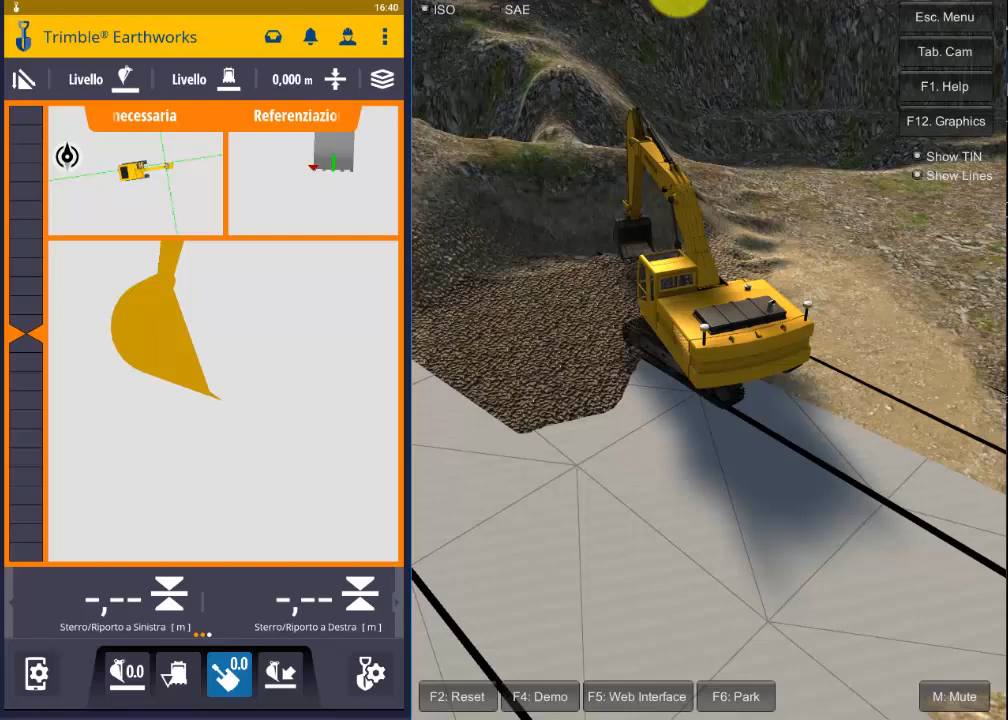 16:40
Trimble® Earthworks
Livello
Livello
0,000 m
necessaria
Referenziazio
-,--
-,--
Sterro/Riporto a Sinistra [ m ]
Sterro/Riporto a Destra [ m ]
0.0
0.0
ISO
SAE
Esc. Menu
Tab. Cam
F1. Help
F12. Graphics
Show TIN
Show Lines
F2: Reset
F4: Demo
F5: Web Interface
F6: Park
M: Mute